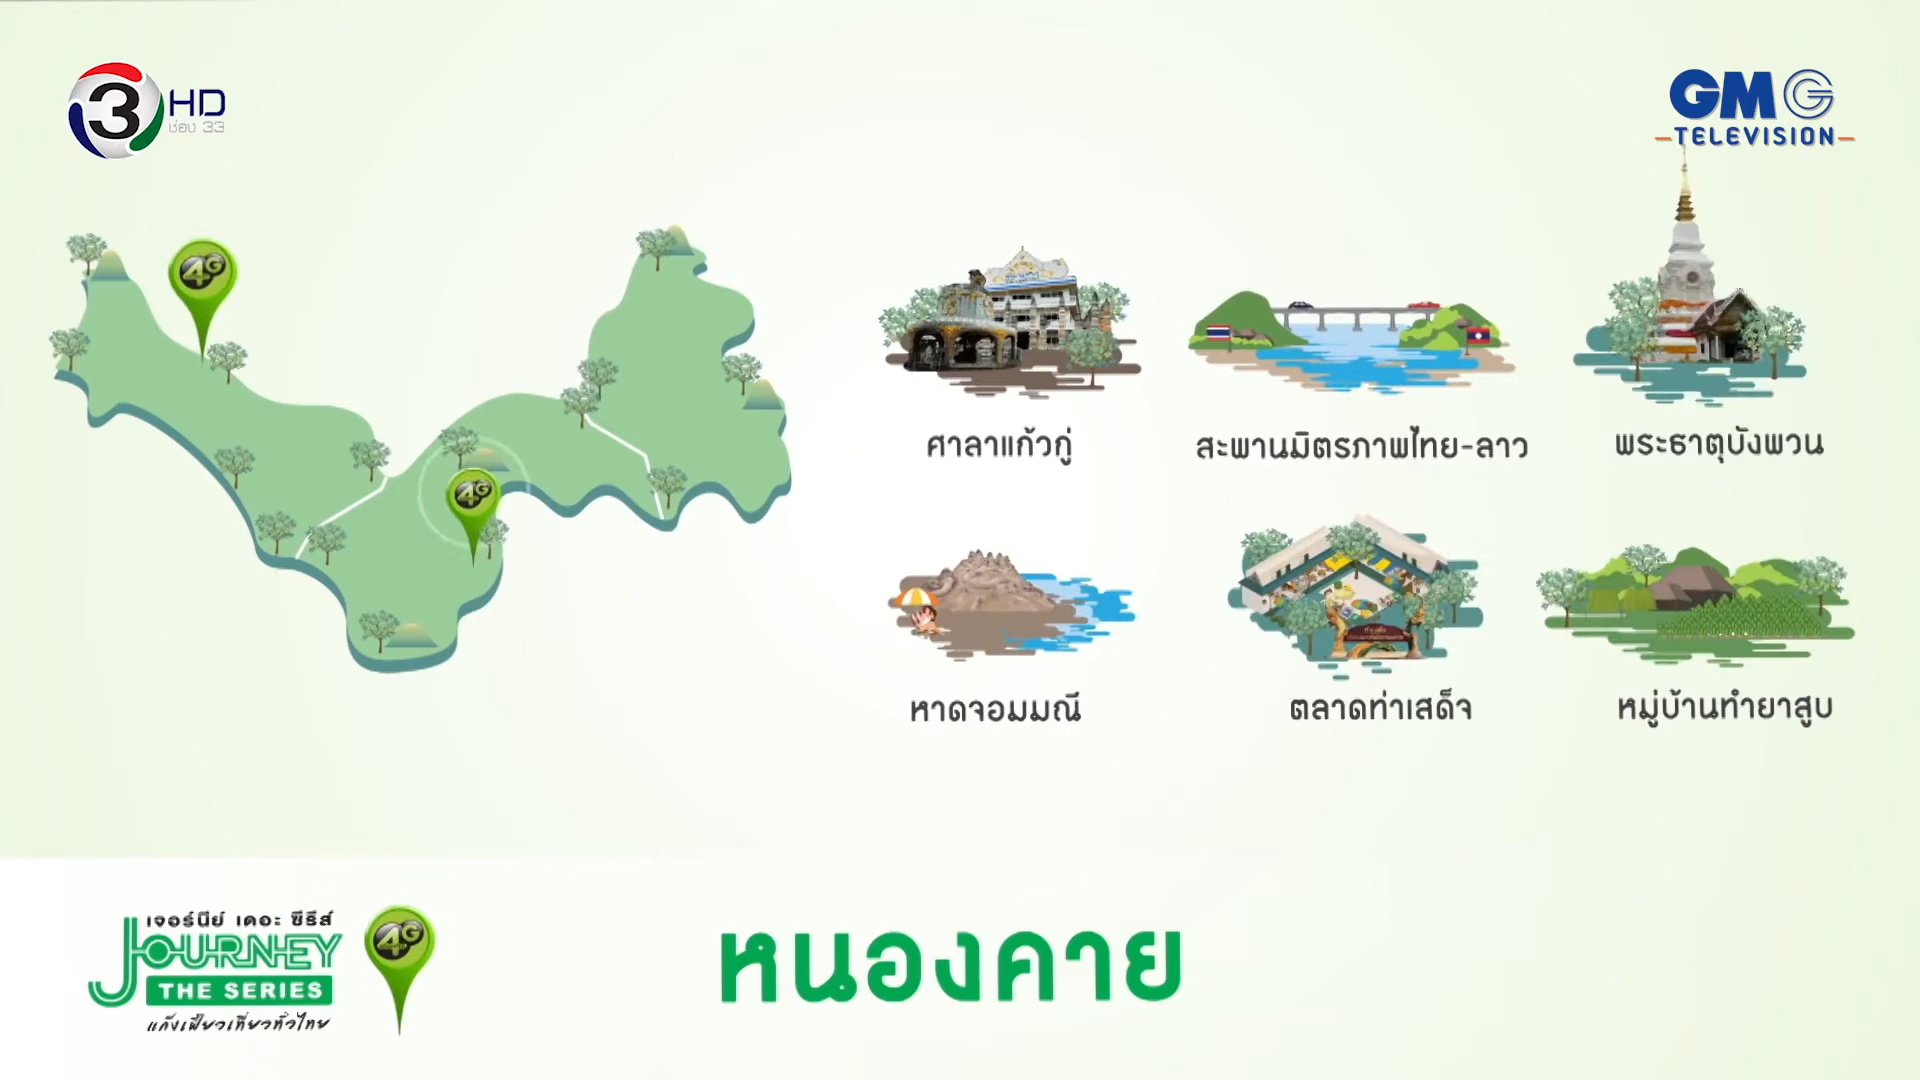 3 HD
ช่อง 33
GMG
TELEVISION
4G
4G
ศาลาแก้วกู่
สะพานมิตรภาพไทย-ลาว
พระธาตุบังพวน
หาดจอมมณี
ตลาดท่าเสด็จ
หมู่บ้านทำยาสูบ
เจอร์นีย์ เดอะ ซีรีส์
JOURNEY
THE SERIES
แก๊งเฟี้ยวเที่ยวทั่วไทย
4G
หนองคาย